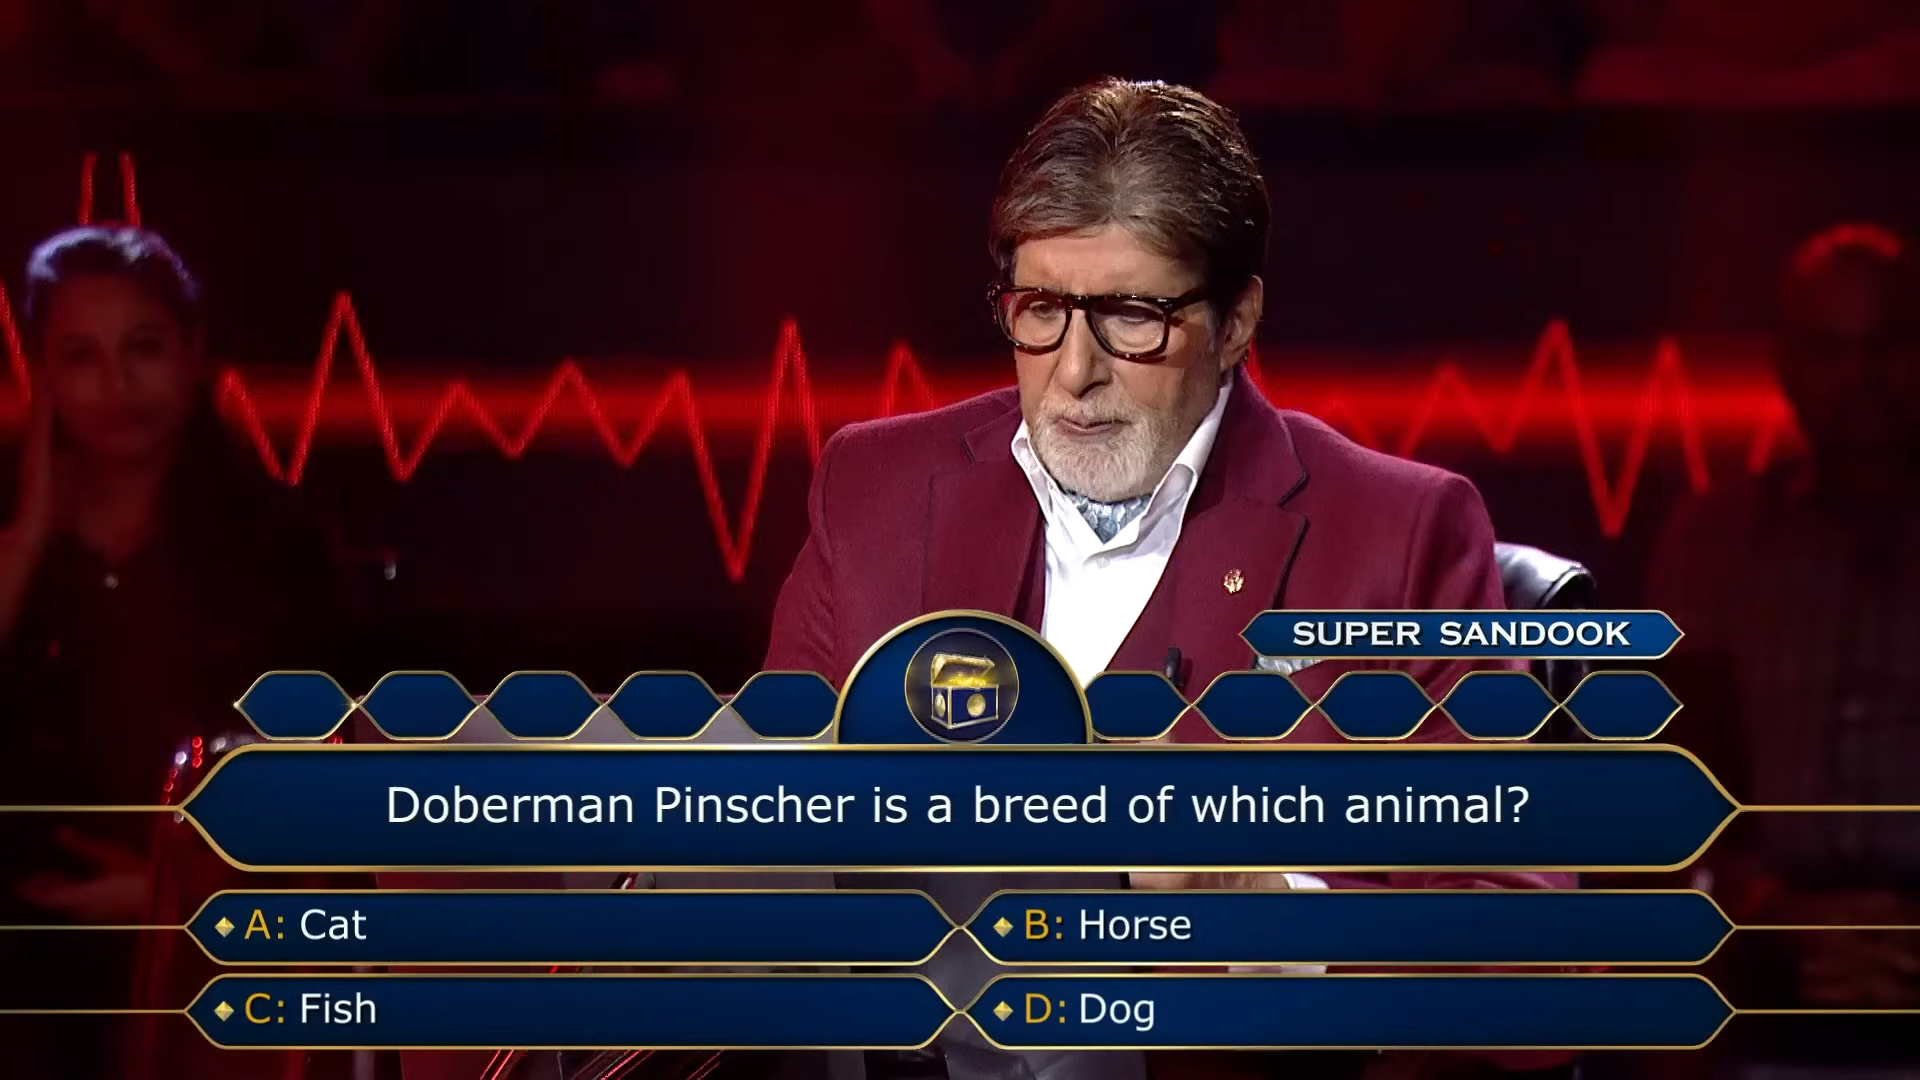 SUPER SANDOOK
Doberman Pinscher is a breed of which animal?
A: Cat
B: Horse
C: Fish
D: Dog